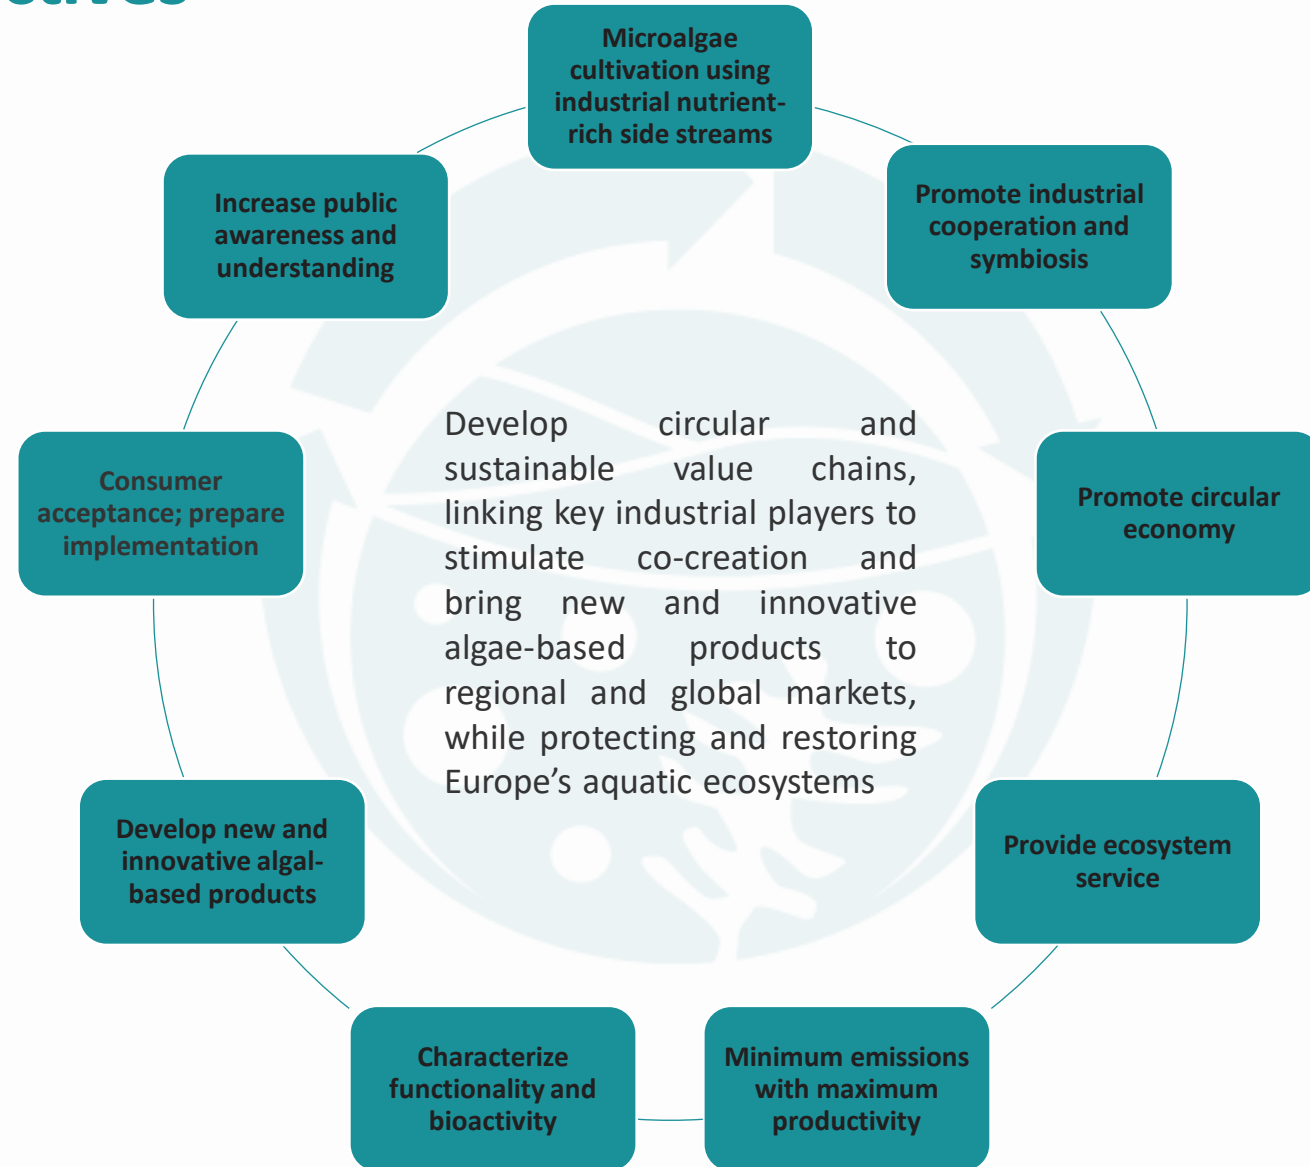 Microalgae
cultivation using
industrial nutrient-
rich side streams
Promote industrial
cooperation and
symbiosis
Promote circular
economy
Provide ecosystem
service
Minimum emissions
with maximum
productivity
Characterize
functionality and
bioactivity
Develop new and
innovative algal-
based products
Consumer
acceptance; prepare
implementation
Increase public
awareness and
understanding
Develop circular and
sustainable value chains,
linking key industrial players to
stimulate co-creation and
bring new and innovative
algae-based products to
regional and global markets,
while protecting and restoring
Europe’s aquatic ecosystems